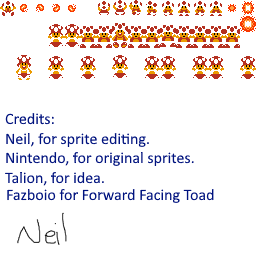 Credits:
Neil, for sprite editing.
Nintendo, for original sprites.
Talion, for idea.
Fazboio for Forward Facing Toad
Neil